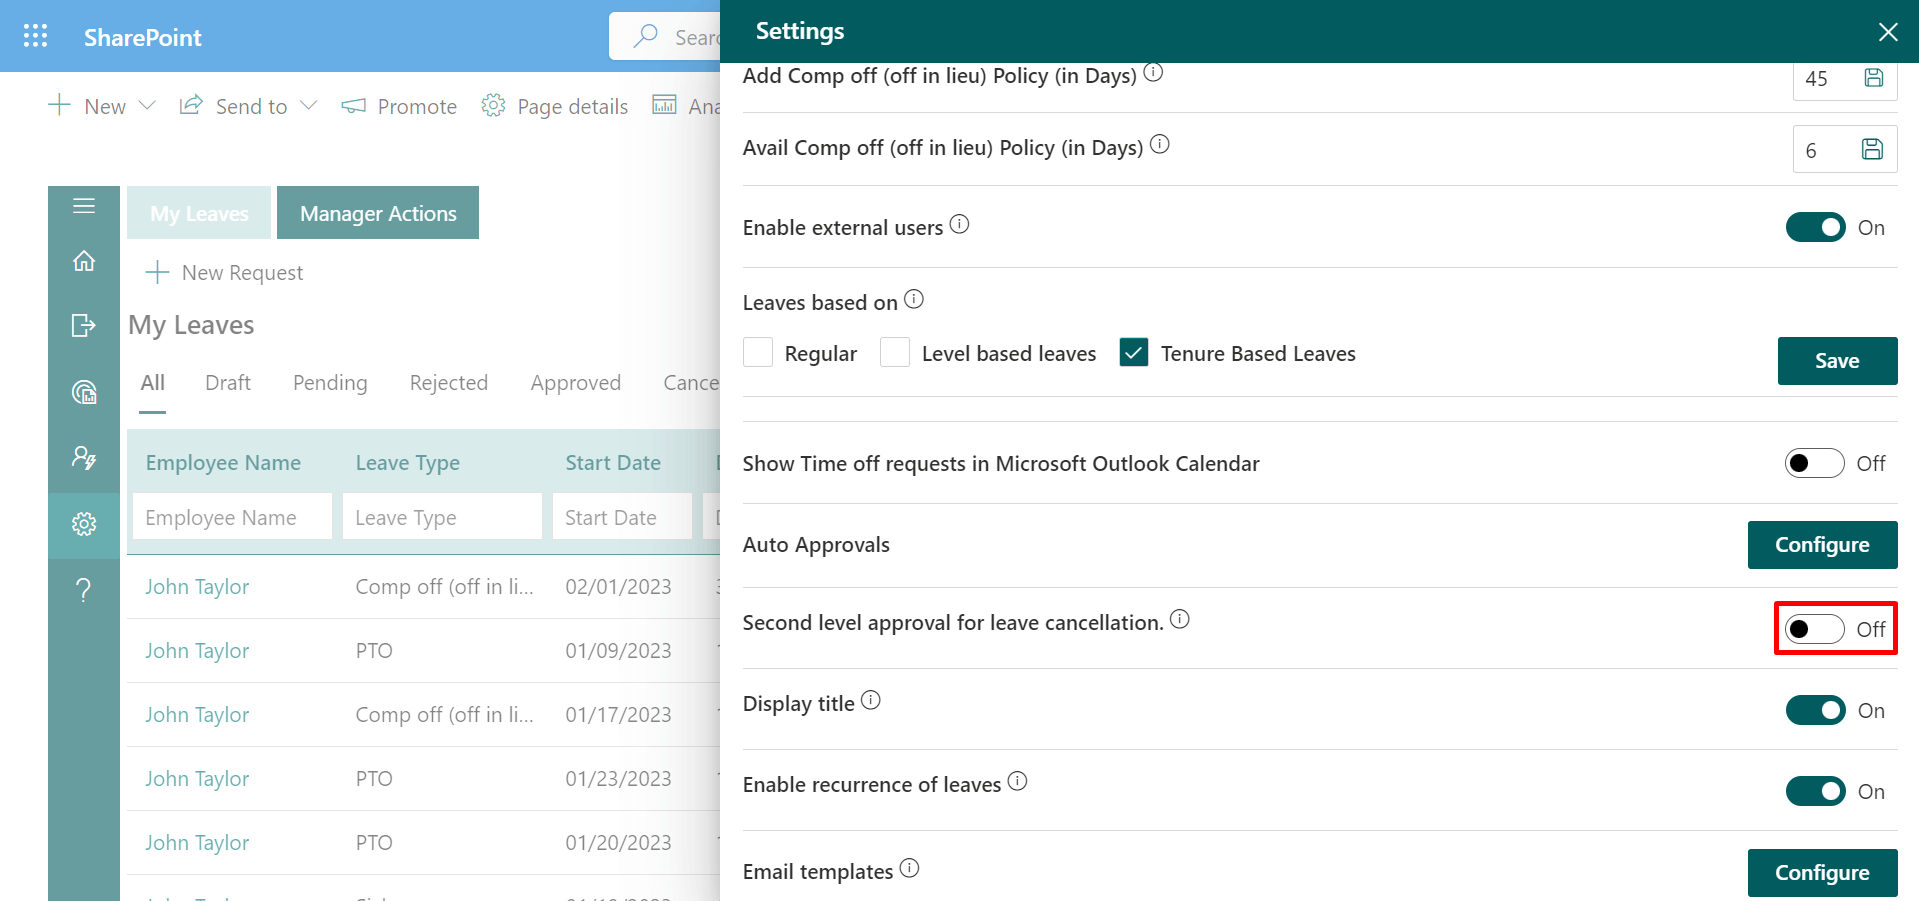 SharePoint
Sear
New
Send to
Promote
Page details
Ana
My Leaves
Manager Actions
New Request
My Leaves
All
Draft
Pending
Rejected
Approved
Cance
Employee Name
Leave Type
Start Date
Employee Name
Leave Type
Start Date
John Taylor
Comp off (off in li...
02/01/2023
John Taylor
PTO
01/09/2023
John Taylor
Comp off (off in li...
01/17/2023
John Taylor
PTO
01/23/2023
John Taylor
PTO
01/20/2023
Settings
Add Comp off (off in lieu) Policy (in Days)
45
Avail Comp off (off in lieu) Policy (in Days)
6
Enable external users
On
Leaves based on
Regular
Level based leaves
Tenure Based Leaves
Save
Show Time off requests in Microsoft Outlook Calendar
Off
Auto Approvals
Configure
Second level approval for leave cancellation.
Off
Display title
On
Enable recurrence of leaves
On
Email templates
Configure